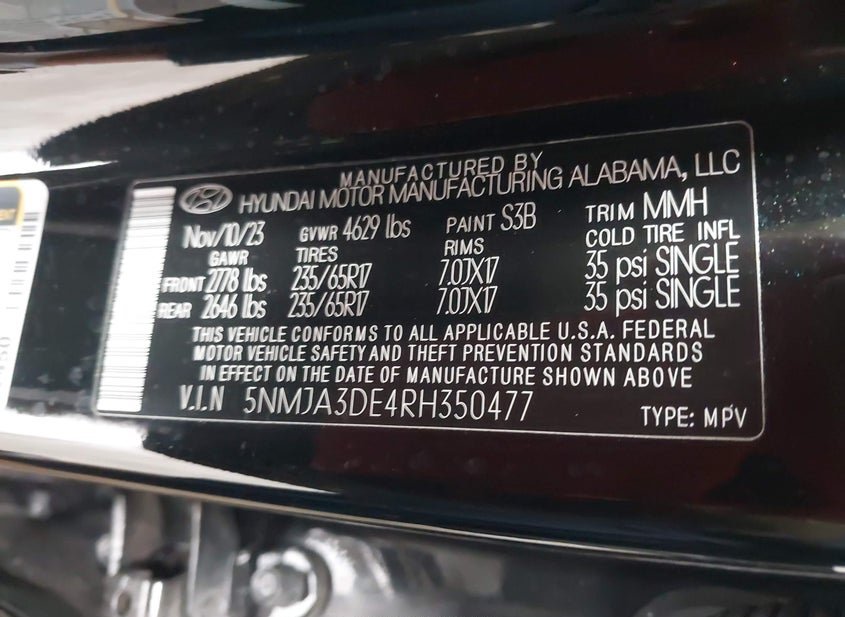 MANUFACTURED BY
HYUNDAI MOTOR MANUFACTURING ALABAMA, LLC
Nov/10/23 GVWR 4629 lbs PAINT S3B TRIM MMH
GAWR TIRES RIMS COLD TIRE INFL
FRONT 2778 lbs 235/65R17 7.0JX17 35 psi SINGLE
REAR 2646 lbs 235/65R17 7.0JX17 35 psi SINGLE
THIS VEHICLE CONFORMS TO ALL APPLICABLE U.S.A. FEDERAL
MOTOR VEHICLE SAFETY AND THEFT PREVENTION STANDARDS
IN EFFECT ON THE DATE OF MANUFACTURE SHOWN ABOVE
V.I.N 5NMJA3DE4RH350477 TYPE: MPV